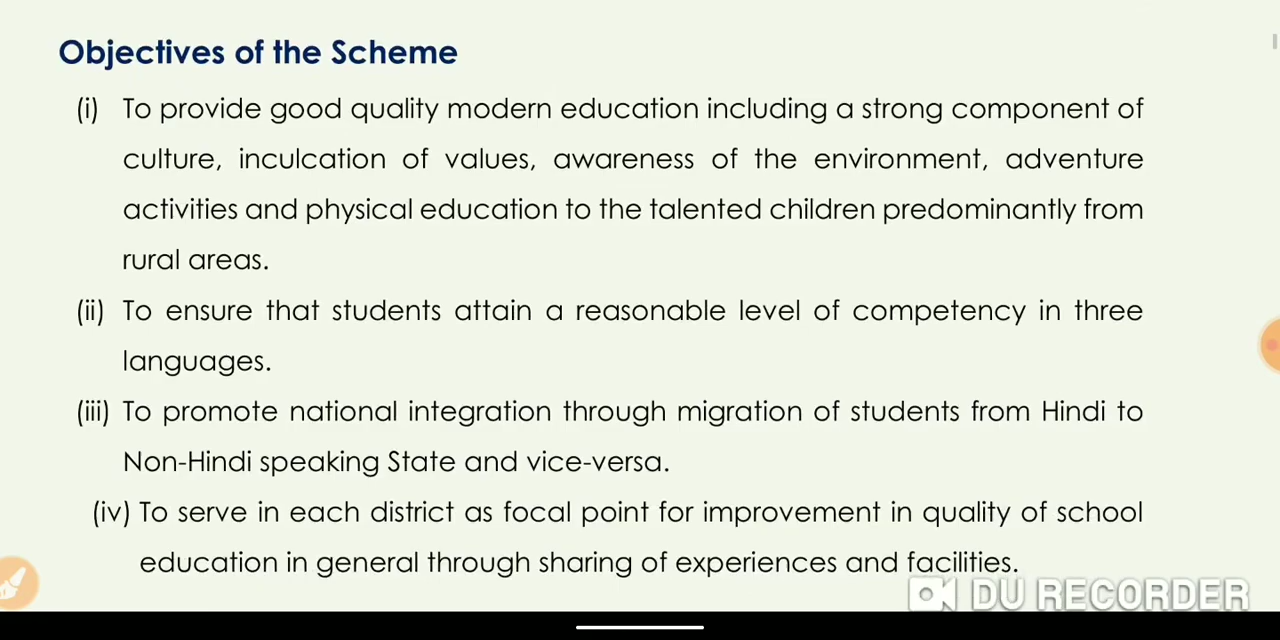 Objectives of the Scheme
(i) To provide good quality modern education including a strong component of
culture, inculcation of values, awareness of the environment, adventure
activities and physical education to the talented children predominantly from
rural areas.
(ii) To ensure that students attain a reasonable level of competency in three
languages.
(iii) To promote national integration through migration of students from Hindi to
Non-Hindi speaking State and vice-versa.
(iv) To serve in each district as focal point for improvement in quality of school
education in general through sharing of experiences and facilities.
DU RECORDER